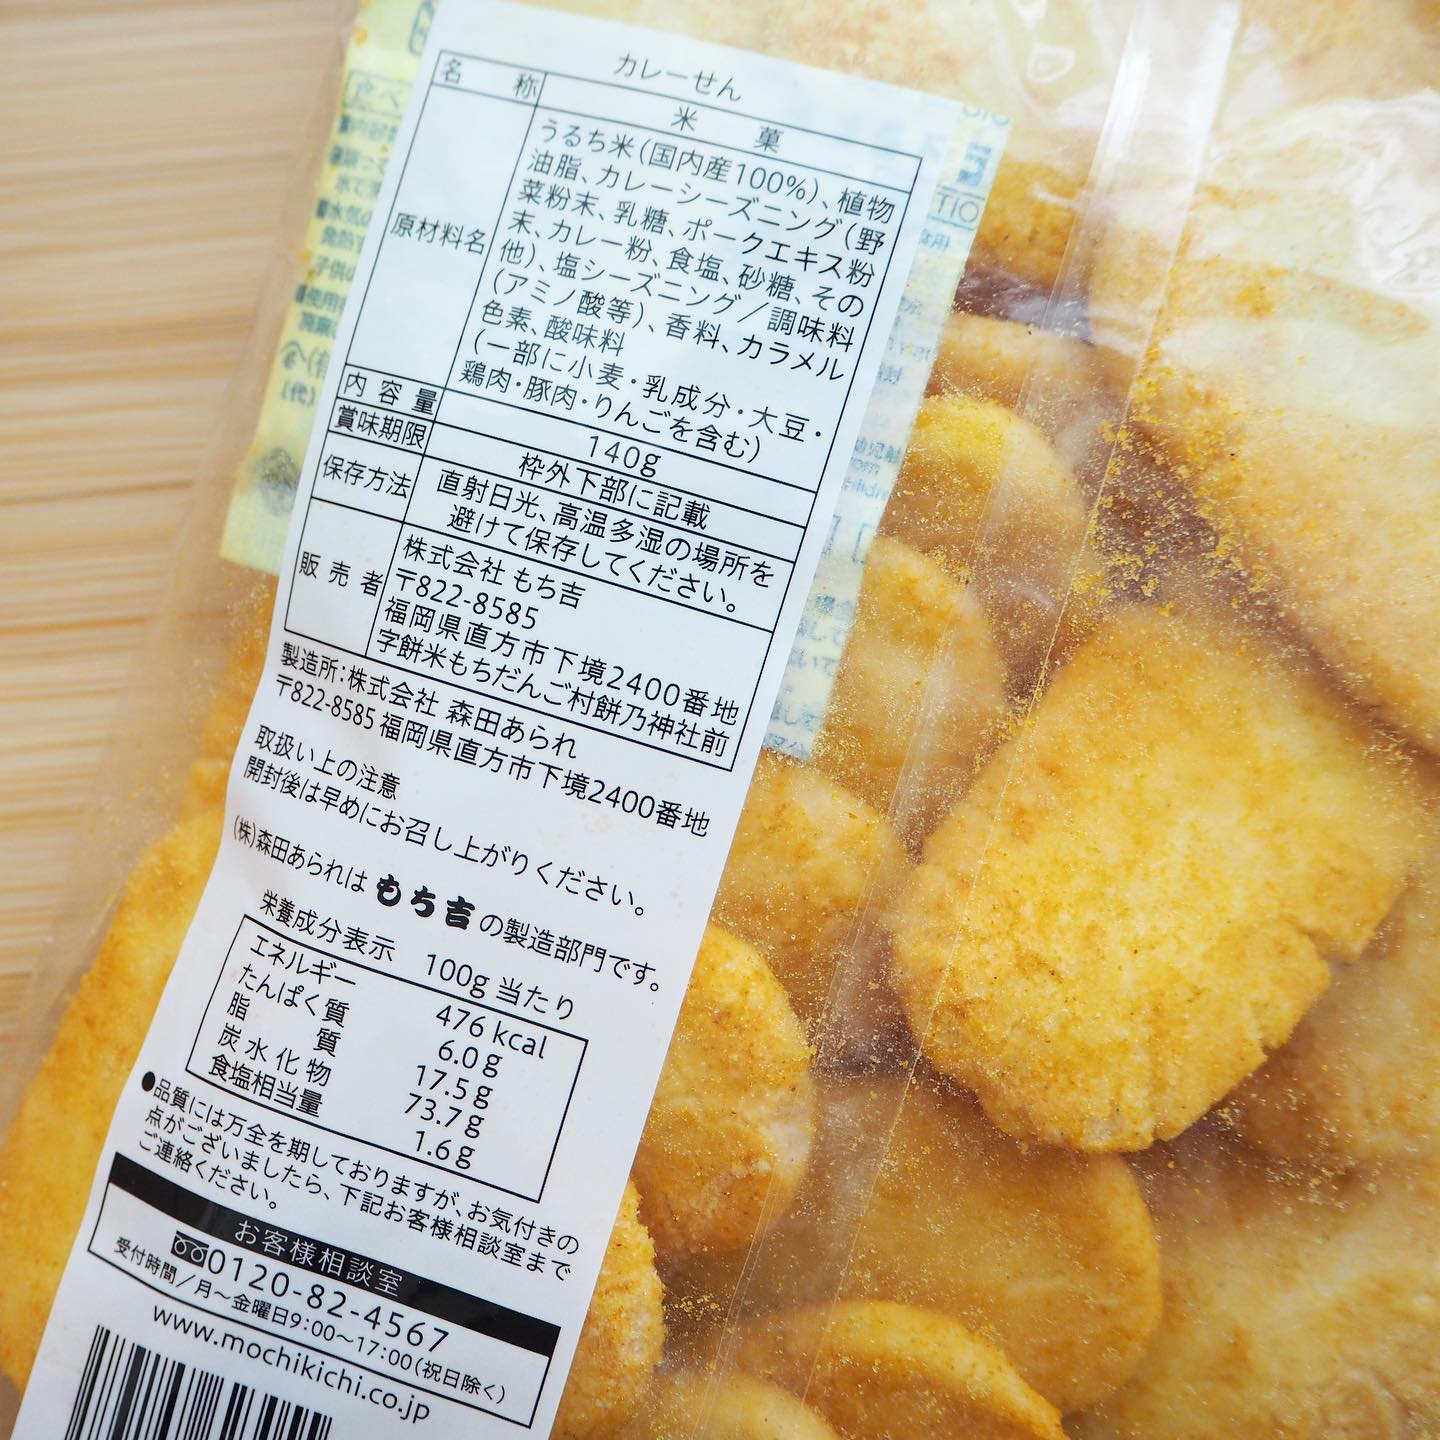 カレーせん
名称 米菓
原材料名 うるち米(国内産100%)、植物
油脂、カレーシーズニング(野
菜粉末、乳糖、ポークエキス粉
末、カレー粉、食塩、砂糖、その
他)、塩シーズニング/調味料
(アミノ酸等)、香料、カラメル
色素、酸味料
(一部に小麦・乳成分・大豆・
鶏肉・豚肉・りんごを含む)
内容量 140g
賞味期限 枠外下部に記載
保存方法 直射日光、高温多湿の場所を
避けて保存してください。
販売者 株式会社 もち吉
〒822-8585
福岡県直方市下境2400番地
字餅米もちだんご村餅乃神社前
製造所:株式会社 森田あられ
〒822-8585 福岡県直方市下境2400番地
取扱い上の注意
開封後は早めにお召し上がりください。
(株)森田あられは もち吉 の製造部門です。
栄養成分表示 100g 当たり
エネルギー 476 kcal
たんぱく質 6.0g
脂質 17.5g
炭水化物 73.7g
食塩相当量 1.6g
●品質には万全を期しておりますが、お気付きの
点がございましたら、下記お客様相談室まで
ご連絡ください。
お客様相談室
0120-82-4567
受付時間/月〜金曜日9:00〜17:00(祝日除く)
www.mochikichi.co.jp